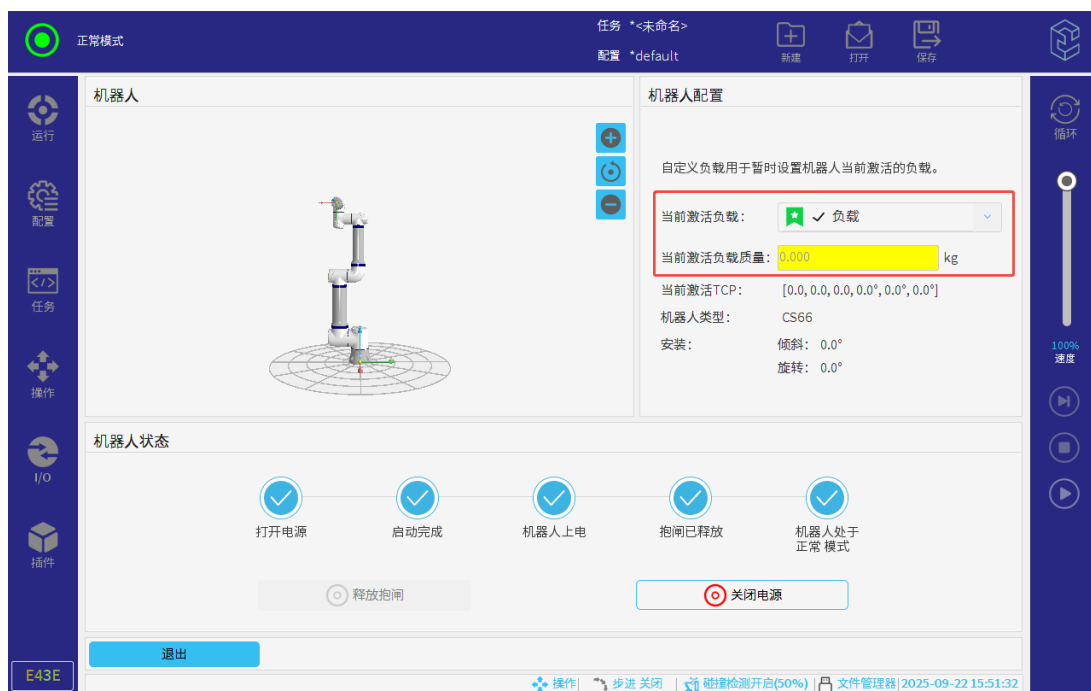 正常模式
任务 *<未命名>
配置 *default
新建
打开
保存
运行
配置
任务
操作
I/O
插件
E43E
机器人
机器人配置
自定义负载用于暂时设置机器人当前激活的负载。
当前激活负载： 负载
当前激活负载质量： 0.000 kg
当前激活TCP： [0.0, 0.0, 0.0, 0.0°, 0.0°, 0.0°]
机器人类型： CS66
安装： 倾斜： 0.0°
旋转： 0.0°
机器人状态
打开电源
启动完成
机器人上电
抱闸已释放
机器人处于
正常模式
释放抱闸
关闭电源
退出
操作| 步进 关闭 | 碰撞检测开启(50%) | 文件管理器|2025-09-22 15:51:32
循环
100%
速度